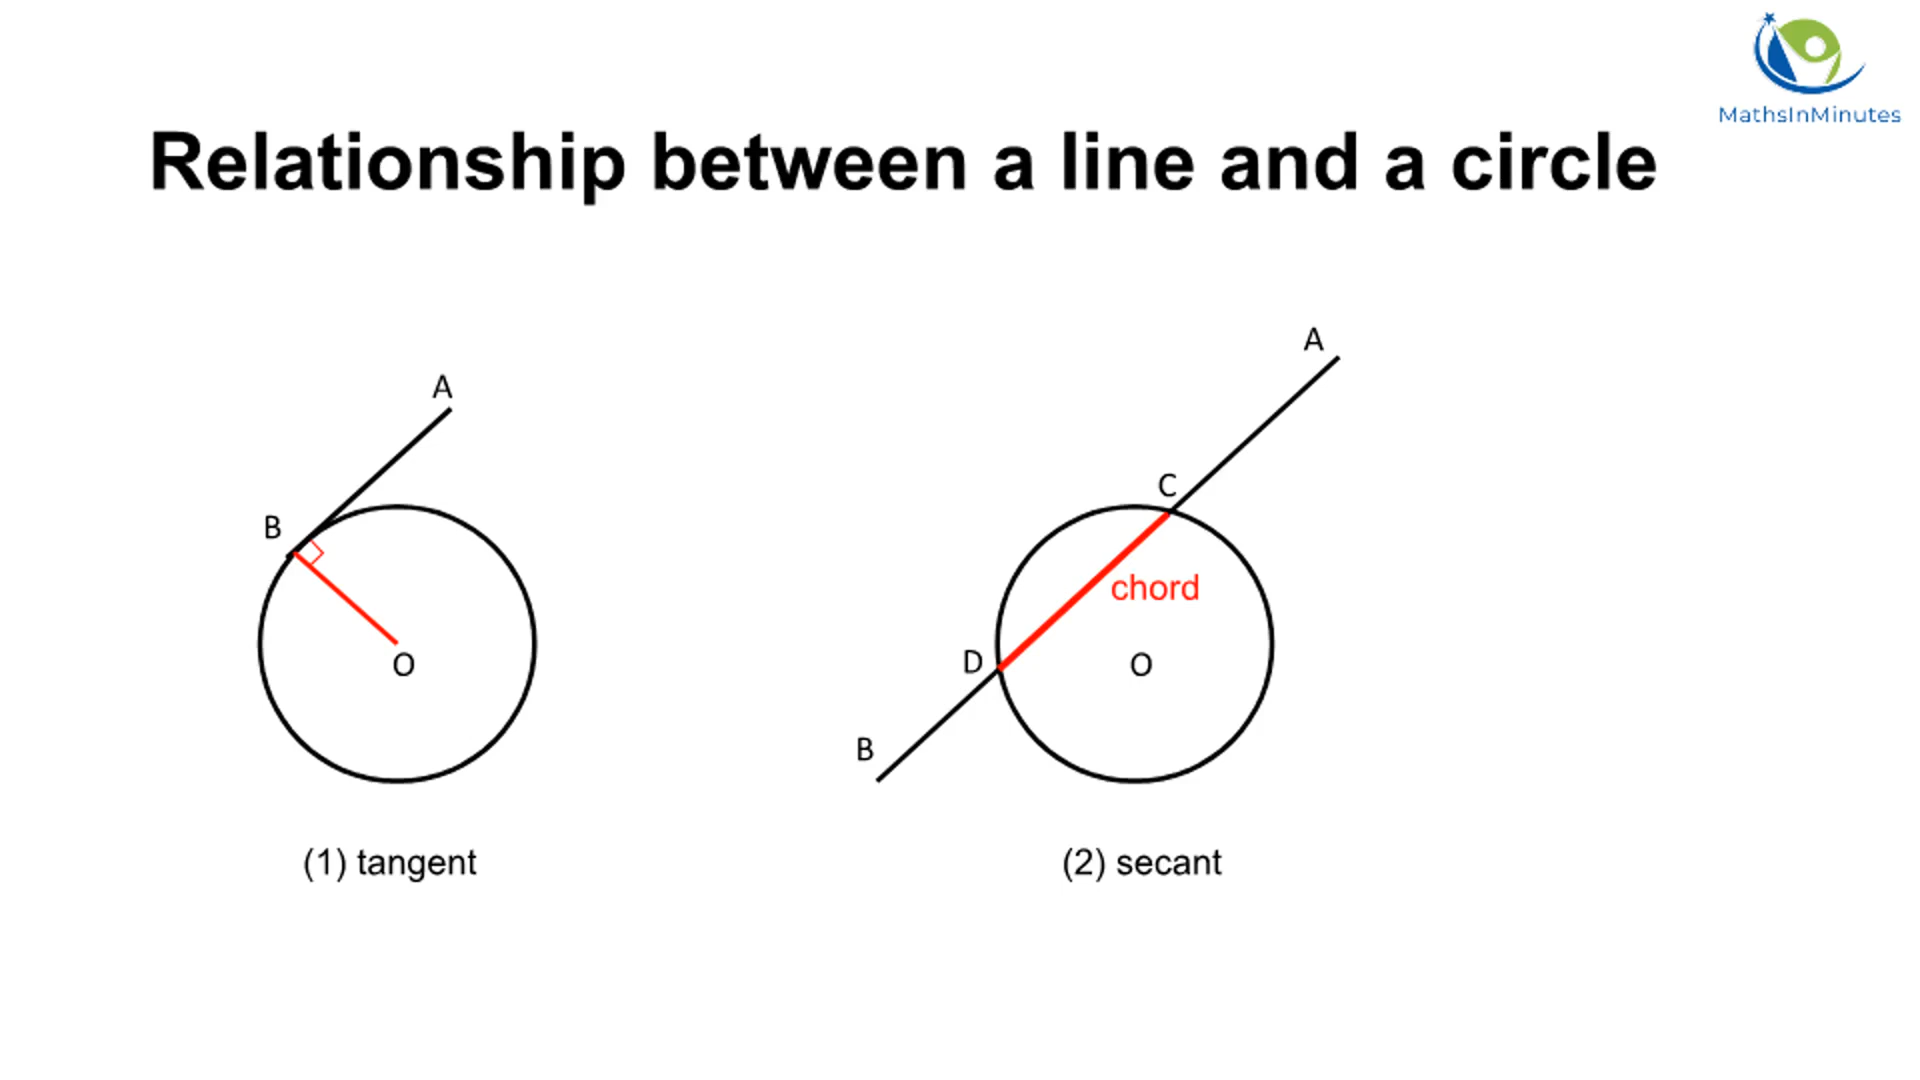 MathsInMinutes
Relationship between a line and a circle
A
B
O
(1) tangent
A
C
chord
D
O
B
(2) secant